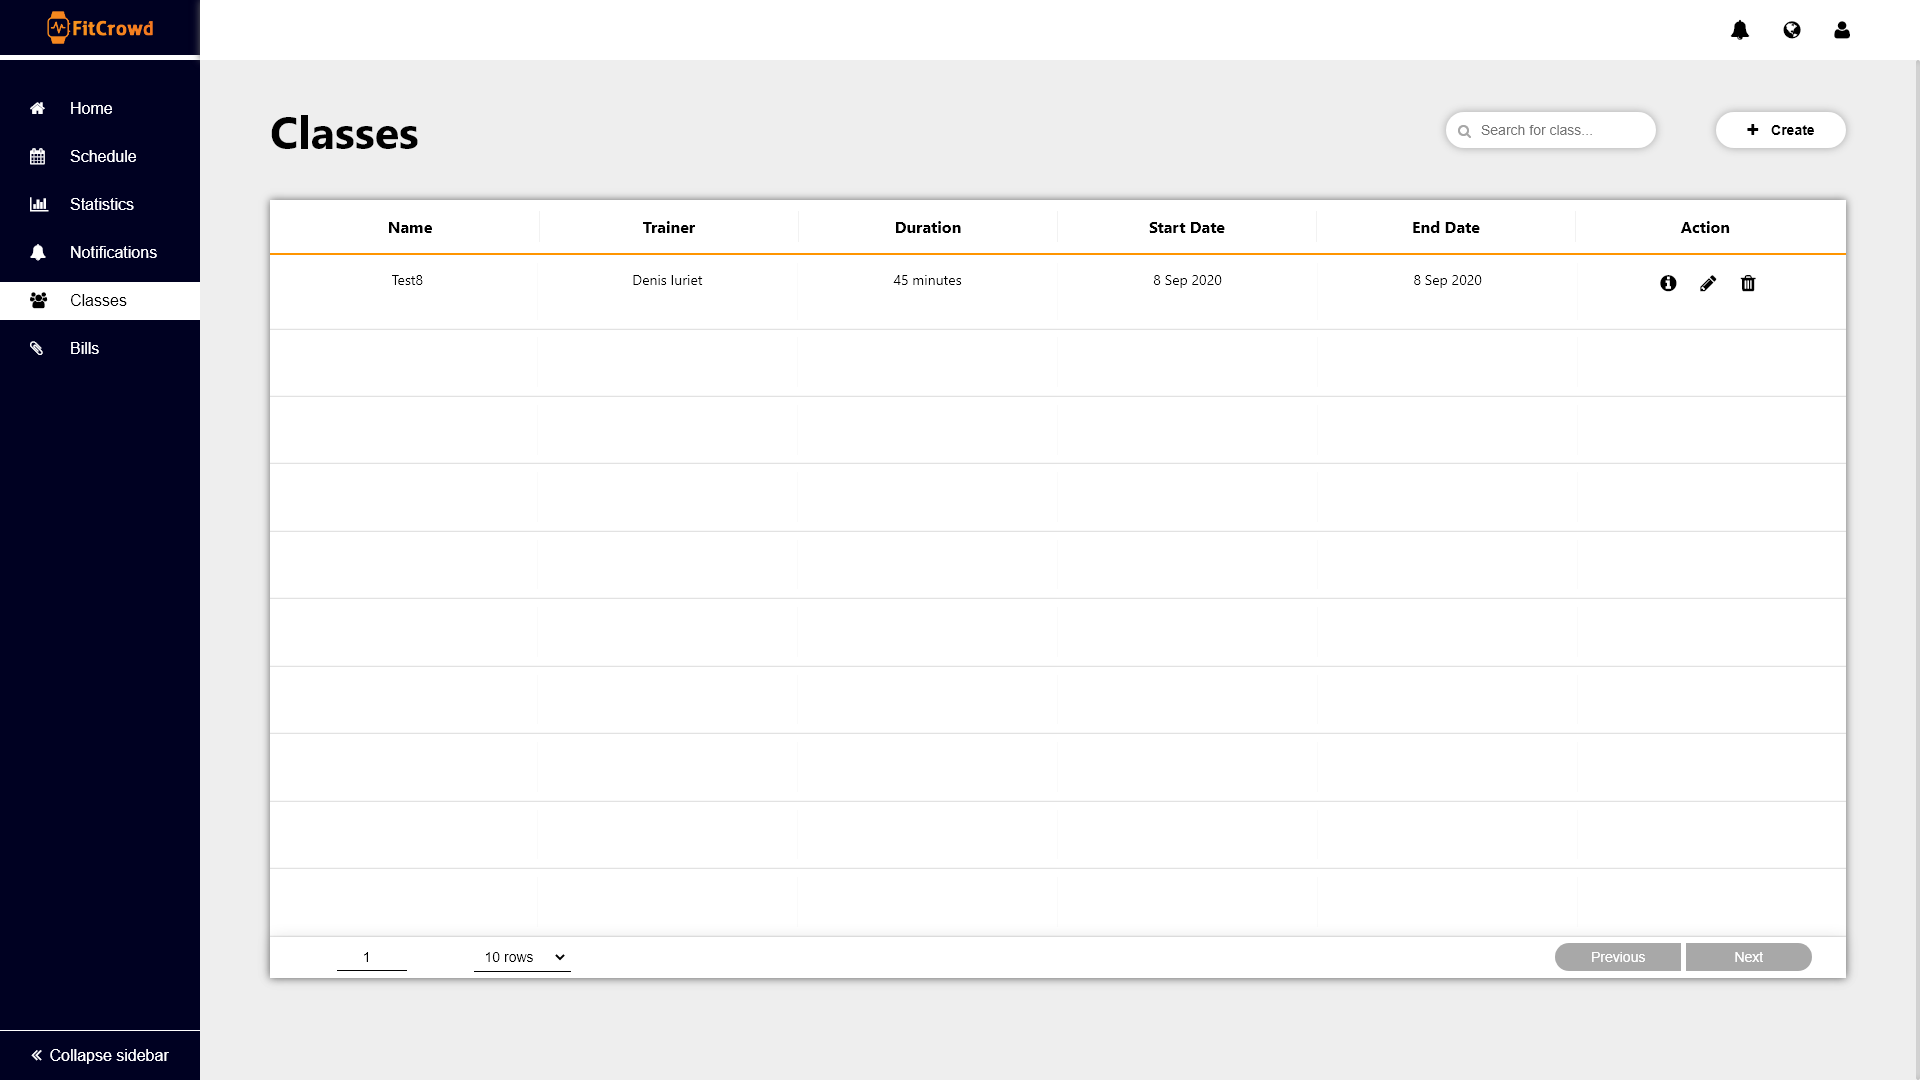 FitCrowd
Home
Schedule
Statistics
Notifications
Classes
Bills
Collapse sidebar
Classes
Search for class...
Create
Name Trainer Duration Start Date End Date Action
Test8 Denis Iuriet 45 minutes 8 Sep 2020 8 Sep 2020
1 10 rows Previous Next